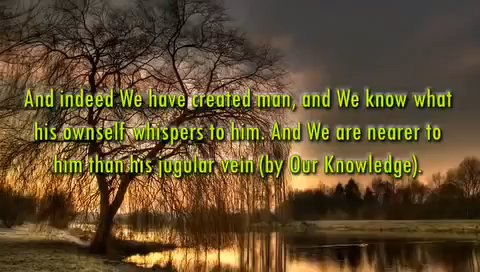 And indeed We have created man, and We know what
his ownself whispers to him. And We are nearer to
him than his jugular vein (by Our Knowledge).